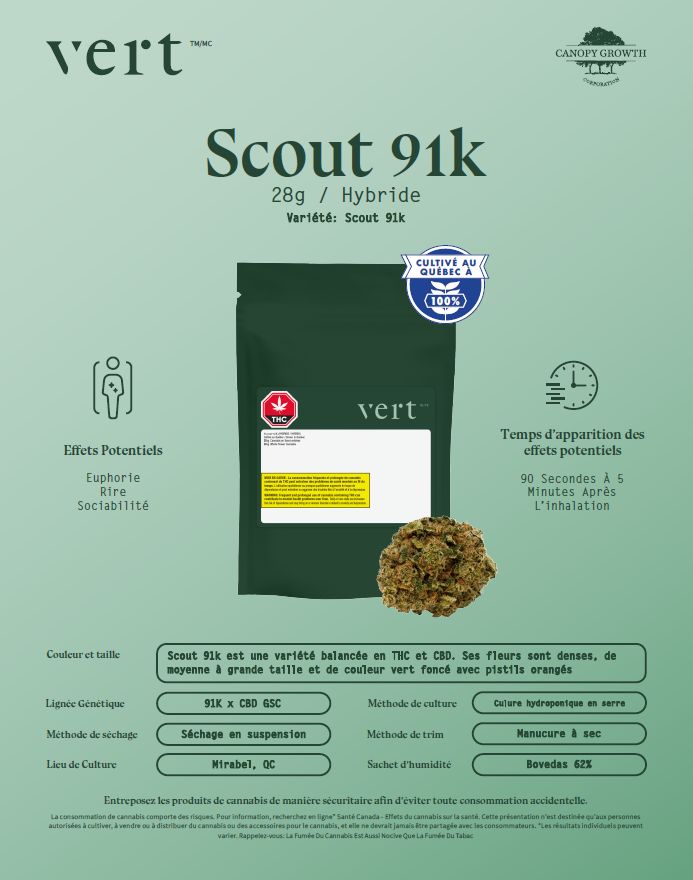 vert TM/MC
CANOPY GROWTH
CORPORATION
Scout 91k
28g / Hybride
Variété: Scout 91k
CULTIVÉ AU
QUÉBEC À
100%
THC
vert
Effets Potentiels
Euphorie
Rire
Sociabilité
Temps d'apparition des
effets potentiels
90 Secondes À 5
Minutes Après
L'inhalation
Couleur et taille
Scout 91k est une variété balancée en THC et CBD. Ses fleurs sont denses, de
moyenne à grande taille et de couleur vert foncé avec pistils orangés
Lignée Génétique
91K x CBD GSC
Méthode de culture
Culure hydroponique en serre
Méthode de séchage
Séchage en suspension
Méthode de trim
Manucure à sec
Lieu de Culture
Mirabel, QC
Sachet d'humidité
Bovedas 62%
Entreposez les produits de cannabis de manière sécuritaire afin d'éviter toute consommation accidentelle.
La consommation de cannabis comporte des risques. Pour information, recherchez en ligne" Santé Canada - Effets du cannabis sur la santé. Cette présentation n'est destinée qu'aux personnes
autorisées à cultiver, à vendre ou à distribuer du cannabis ou des accessoires pour le cannabis, et elle ne devrait jamais être partagée avec les consommateurs. *Les résultats individuels peuvent
varier. Rappelez-vous: La Fumée Du Cannabis Est Aussi Nocive Que La Fumée Du Tabac